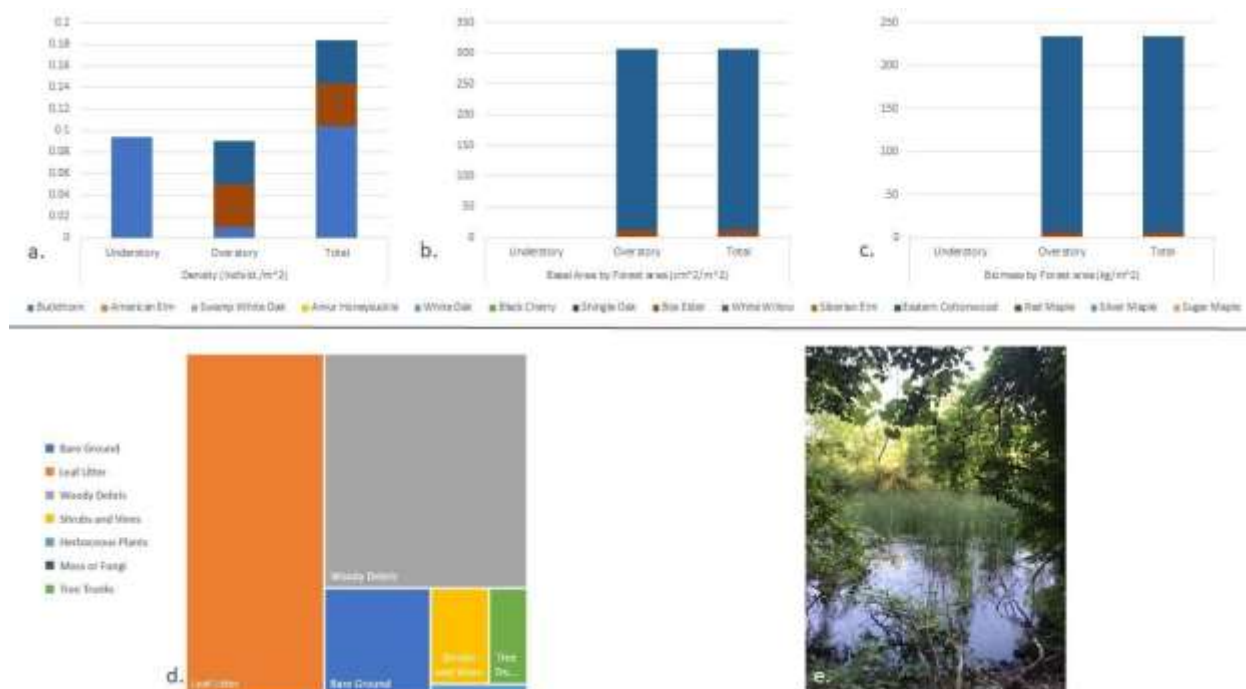 0.2
0.18
0.16
0.14
0.12
0.1
0.08
0.06
0.04
0.02
0
Understory Overstory Total
a. Density (Individ./m^2)
350
300
250
200
150
100
50
0
Understory Overstory Total
b. Basal Area by Forest area (cm^2/m^2)
250
200
150
100
50
0
Understory Overstory Total
c. Biomass by Forest area (kg/m^2)
Buckthorn American Elm Swamp White Oak Amur Honeysuckle White Oak Black Cherry Shingle Oak Box Elder White Willow Siberian Elm Eastern Cottonwood Red Maple Silver Maple Sugar Maple
Bare Ground
Leaf Litter
Woody Debris
Shrubs and Vines
Herbaceous Plants
Moss or Fungi
Tree Trunks
d.
Leaf Litter
Woody Debris
Bare Ground
Shrubs
and Vines
Tree
Tru...
e.